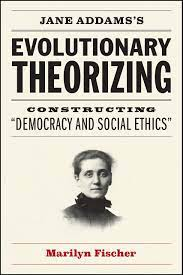 JANE ADDAMS'S
EVOLUTIONARY
THEORIZING
CONSTRUCTING
"DEMOCRACY AND SOCIAL ETHICS"
Marilyn Fischer